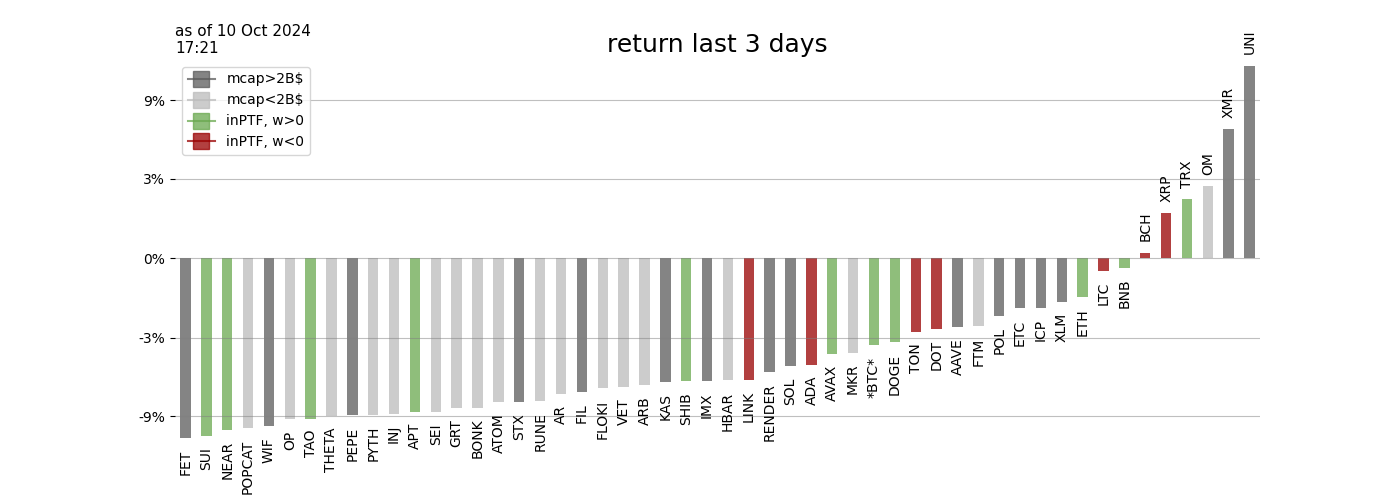 as of 10 Oct 2024
17:21
return last 3 days
mcap>2B$
mcap<2B$
inPTF, w>0
inPTF, w<0
9%
3%
0%
-3%
-9%
FET
SUI
NEAR
POPCAT
WIF
OP
TAO
THETA
PEPE
PYTH
INJ
APT
SEI
GRT
BONK
ATOM
STX
RUNE
AR
FIL
FLOKI
VET
ARB
KAS
SHIB
IMX
HBAR
LINK
RENDER
SOL
ADA
AVAX
MKR
*BTC*
DOGE
TON
DOT
AAVE
FTM
POL
ETC
ICP
XLM
ETH
LTC
BNB
BCH
XRP
TRX
OM
XMR
UNI